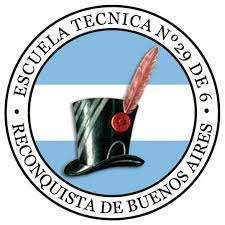 ESCUELA TECNICA Nº29 DE 6
RECONQUISTA DE BUENOS AIRES